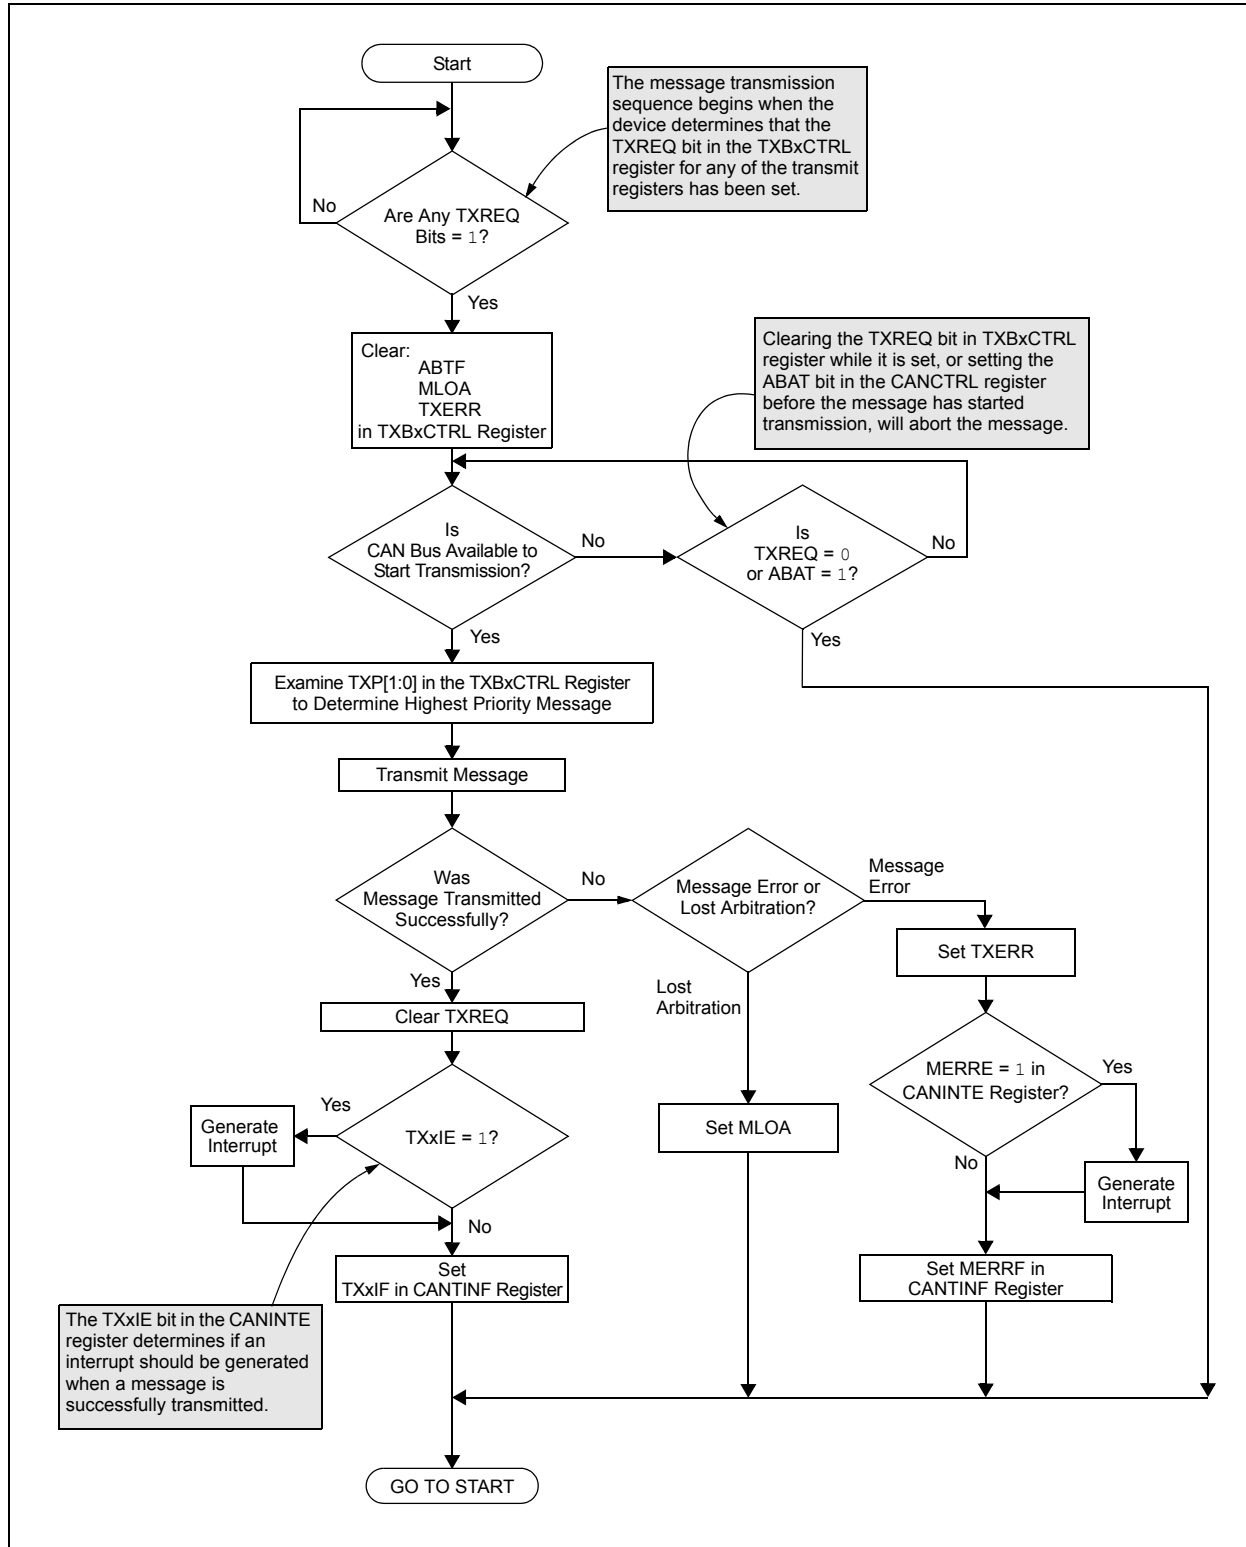 Start
The message transmission
sequence begins when the
device determines that the
TXREQ bit in the TXBxCTRL
register for any of the transmit
registers has been set.
No
Are Any TXREQ
Bits = 1?
Yes
Clear:
ABTF
MLOA
TXERR
in TXBxCTRL Register
Clearing the TXREQ bit in TXBxCTRL
register while it is set, or setting the
ABAT bit in the CANCTRL register
before the message has started
transmission, will abort the message.
Is
CAN Bus Available to
Start Transmission?
No
Is
TXREQ = 0
or ABAT = 1?
No
Yes
Yes
Examine TXP[1:0] in the TXBxCTRL Register
to Determine Highest Priority Message
Transmit Message
Was
Message Transmitted
Successfully?
No
Message Error or
Lost Arbitration?
Message
Error
Set TXERR
Yes
Lost
Arbitration
Clear TXREQ
MERRE = 1 in
CANINTE Register?
Yes
Yes
Generate
Interrupt
TXxIE = 1?
Set MLOA
No
Generate
Interrupt
No
Set
TXxIF in CANTINF Register
Set MERRF in
CANTINF Register
The TXxIE bit in the CANINTE
register determines if an
interrupt should be generated
when a message is
successfully transmitted.
GO TO START